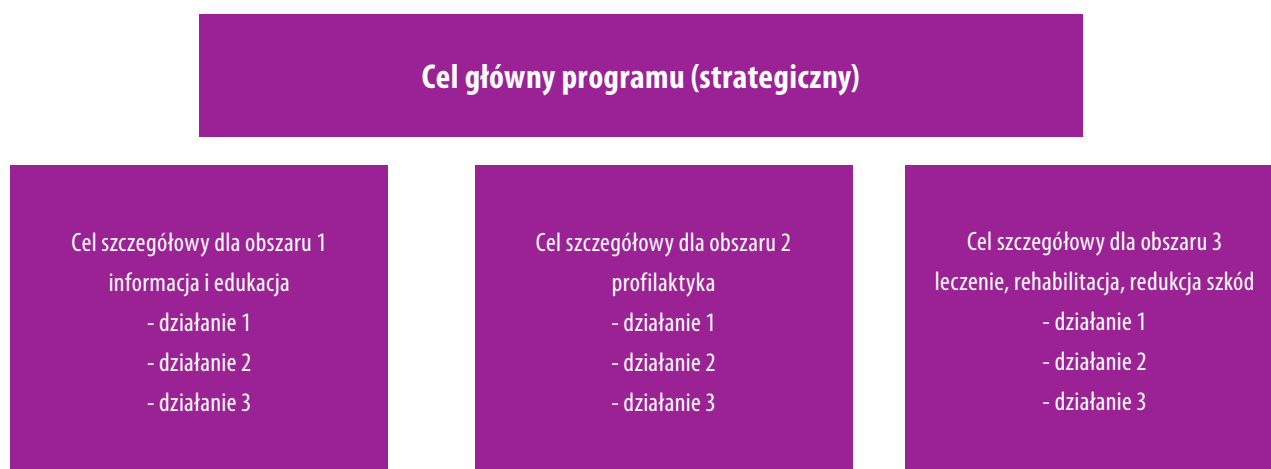 Cel główny programu (strategiczny)
Cel szczegółowy dla obszaru 1
informacja i edukacja
- działanie 1
- działanie 2
- działanie 3
Cel szczegółowy dla obszaru 2
profilaktyka
- działanie 1
- działanie 2
- działanie 3
Cel szczegółowy dla obszaru 3
leczenie, rehabilitacja, redukcja szkód
- działanie 1
- działanie 2
- działanie 3